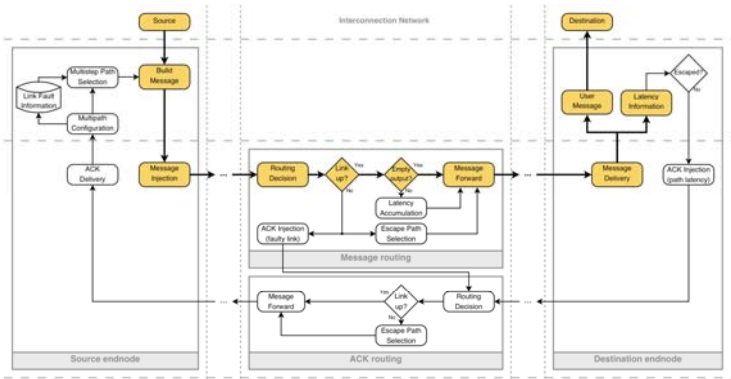 Source
Interconnection Network
Destination
Multistep Path
Selection
Build
Message
Link Fault
Information
Multipath
Configuration
User
Message
Latency
Information
Escaped?
No
ACK
Delivery
Message
Injection
...
Routing
Decision
Link
up?
Yes
No
Empty
output?
Yes
No
Message
Forward
...
Message
Delivery
ACK Injection
(path latency)
Latency
Accumulation
ACK Injection
(faulty link)
Escape Path
Selection
Message routing
...
Message
Forward
Yes
Link
up?
No
Routing
Decision
...
Escape Path
Selection
Source endnode
ACK routing
Destination endnode